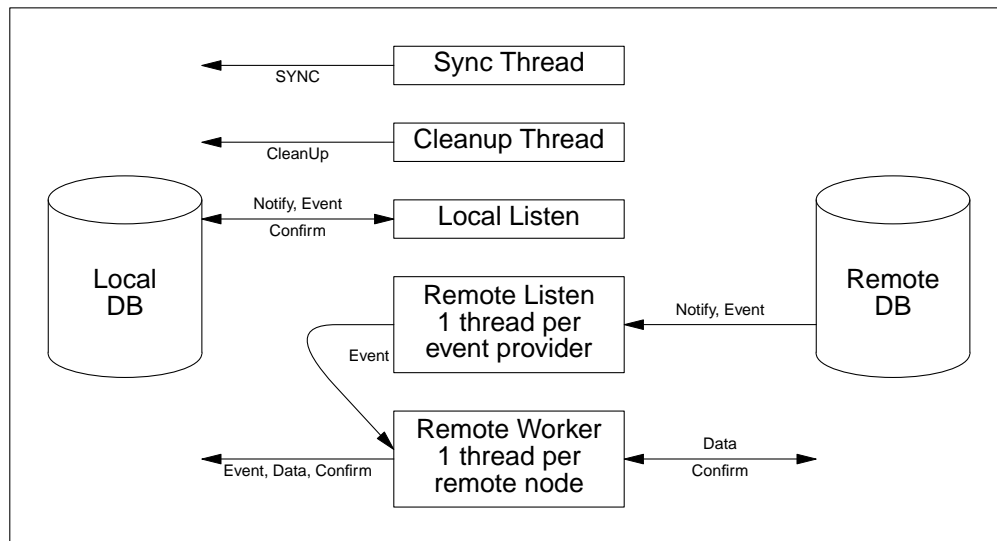 Sync Thread
SYNC
Cleanup Thread
CleanUp
Notify, Event
Confirm
Local Listen
Local
DB
Remote
DB
Remote Listen
1 thread per
event provider
Notify, Event
Event
Remote Worker
1 thread per
remote node
Event, Data, Confirm
Data
Confirm